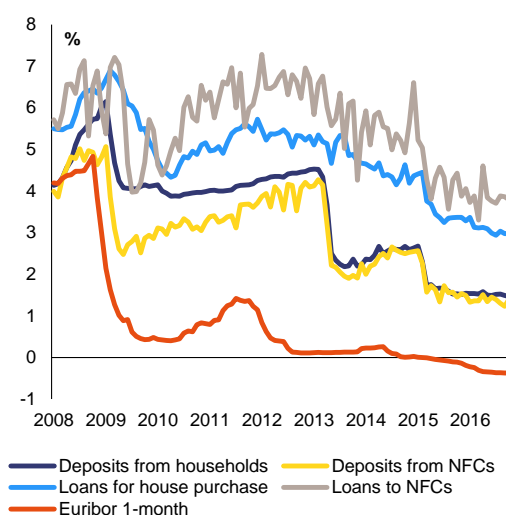 8
%
7
6
5
4
3
2
1
0
-1
2008 2009 2010 2011 2012 2013 2014 2015 2016
Deposits from households Deposits from NFCs
Loans for house purchase Loans to NFCs
Euribor 1-month